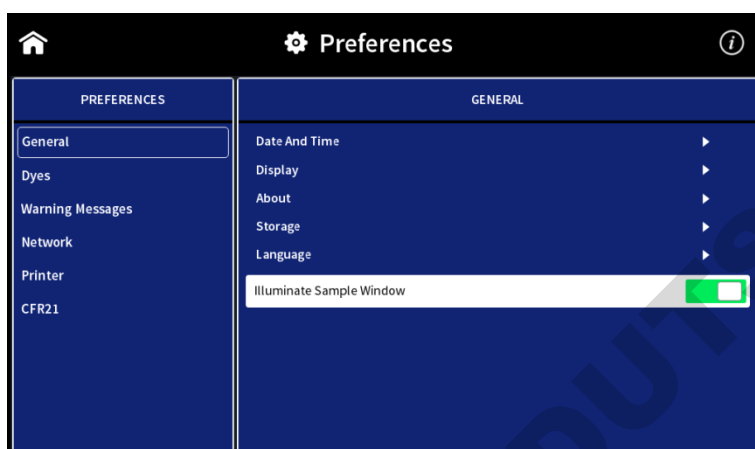 Preferences
PREFERENCES
General
Dyes
Warning Messages
Network
Printer
CFR21
GENERAL
Date And Time
Display
About
Storage
Language
Illuminate Sample Window